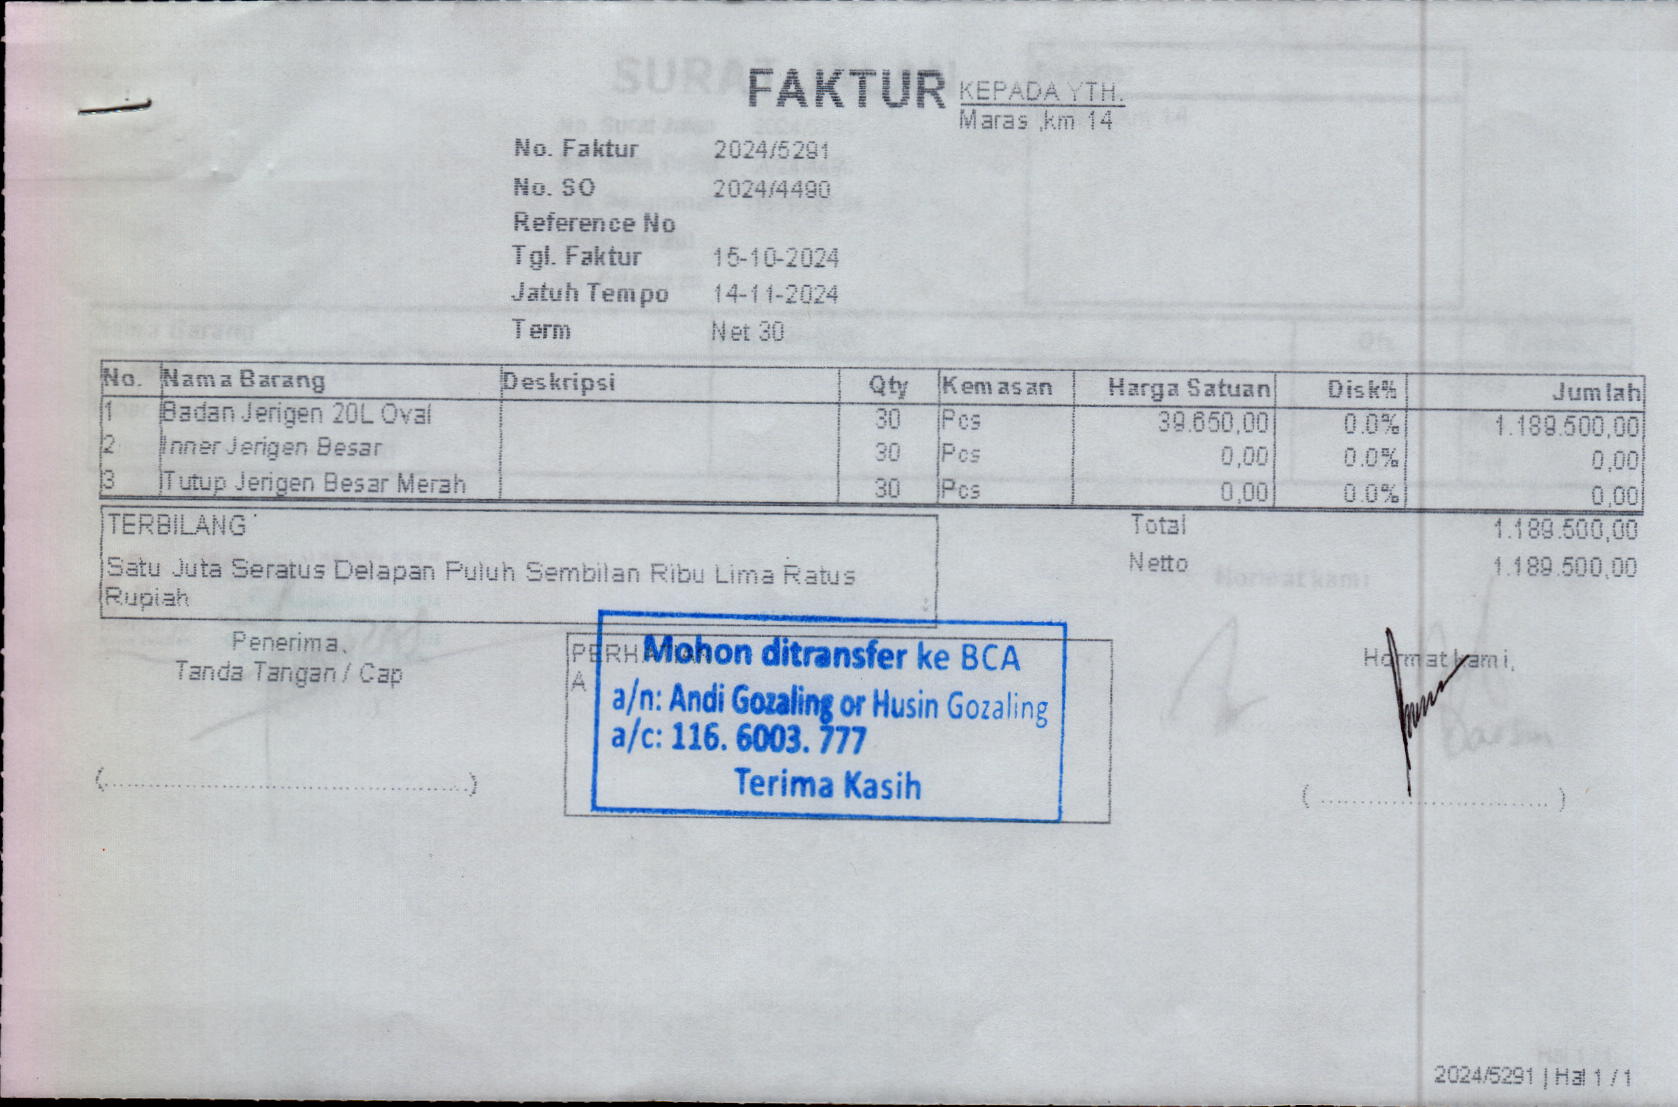 FAKTUR
KEPADA YTH.
Maras ,km 14
No. Faktur 2024/5291
No. SO 2024/4490
Reference No
Tgl. Faktur 15-10-2024
Jatuh Tempo 14-11-2024
Term Net 30
No. Nama Barang Deskripsi Qty Kemasan Harga Satuan Disk% Jumlah
1 Badan Jerigen 20L Oval 30 Pcs 39.650,00 0.0% 1.189.500,00
2 Inner Jerigen Besar 30 Pcs 0,00 0.0% 0,00
3 Tutup Jerigen Besar Merah 30 Pcs 0,00 0.0% 0,00
TERBILANG
Satu Juta Seratus Delapan Puluh Sembilan Ribu Lima Ratus
Rupiah :
Total 1.189.500,00
Netto 1.189.500,00
Penerima,
Tanda Tangan / Cap
(..........................................)
PERHA
A
Mohon ditransfer ke BCA
a/n: Andi Gozaling or Husin Gozaling
a/c: 116. 6003. 777
Terima Kasih
Hormat kami,
(..............................)
2024/5291 | Hal 1 / 1